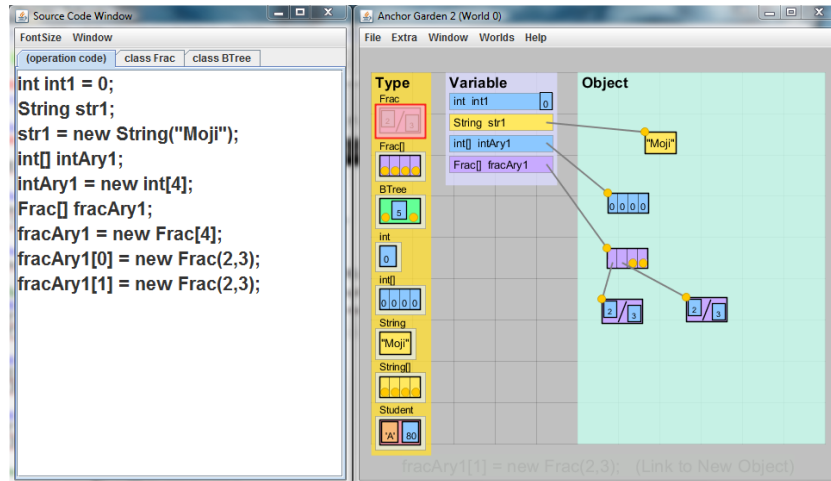 Source Code Window
FontSize Window
(operation code) class Frac class BTree
int int1 = 0;
String str1;
str1 = new String("Moji");
int[] intAry1;
intAry1 = new int[4];
Frac[] fracAry1;
fracAry1 = new Frac[4];
fracAry1[0] = new Frac(2,3);
fracAry1[1] = new Frac(2,3);
Anchor Garden 2 (World 0)
File Extra Window Worlds Help
Type
Frac
2/3
Frac[]
BTree
5
int
0
int[]
0 0 0 0
String
"Moji"
String[]
Student
'A' 80
Variable
int int1 0
String str1
int[] intAry1
Frac[] fracAry1
Object
"Moji"
0 0 0 0
2/3 2/3
fracAry1[1] = new Frac(2,3); (Link to New Object)